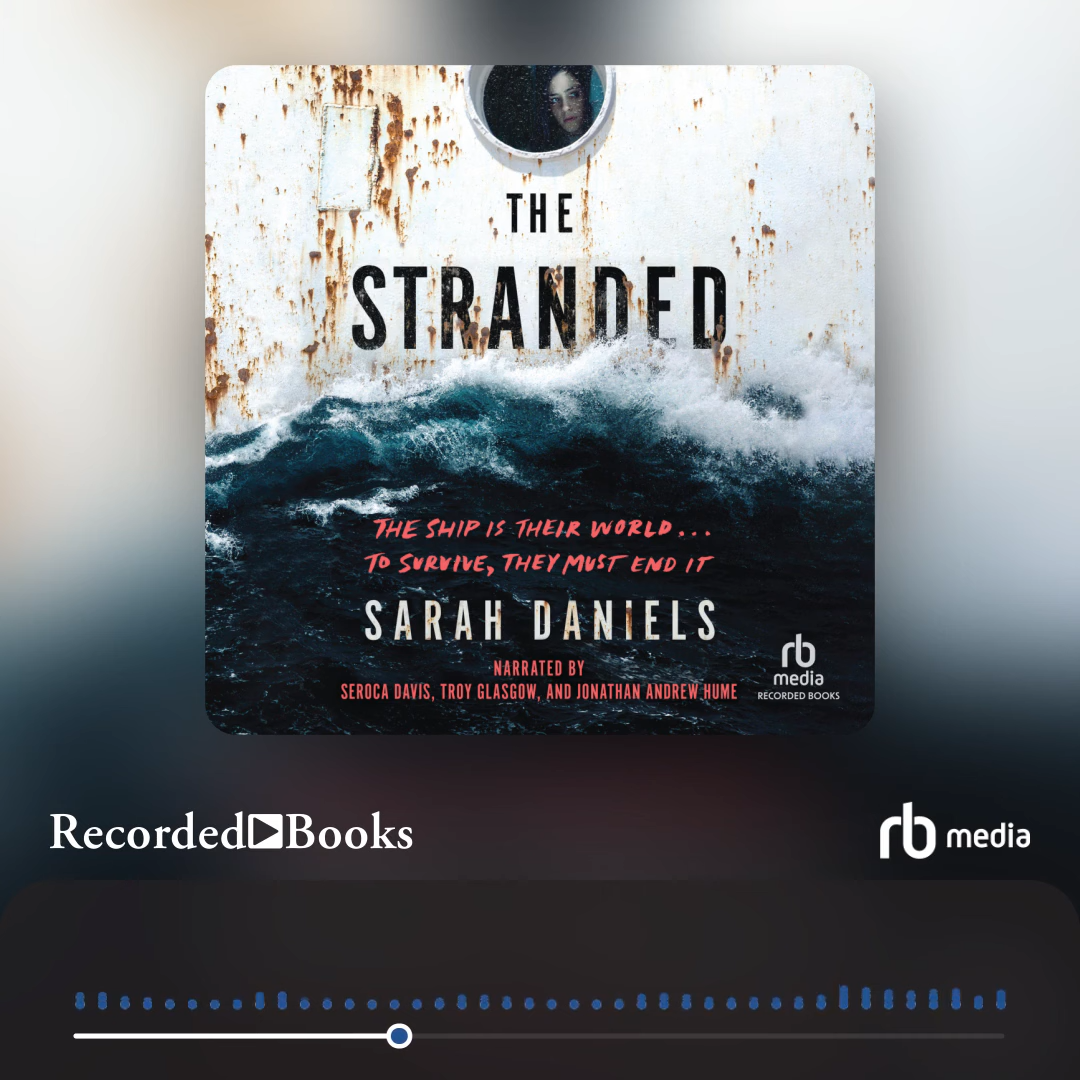 THE
STRANDED
THE SHIP IS THEIR WORLD...
TO SURVIVE, THEY MUST END IT
SARAH DANIELS
NARRATED BY
SEROCA DAVIS, TROY GLASGOW, AND JONATHAN ANDREW HUME
rb
media
RECORDED BOOKS
Recorded Books
rb media